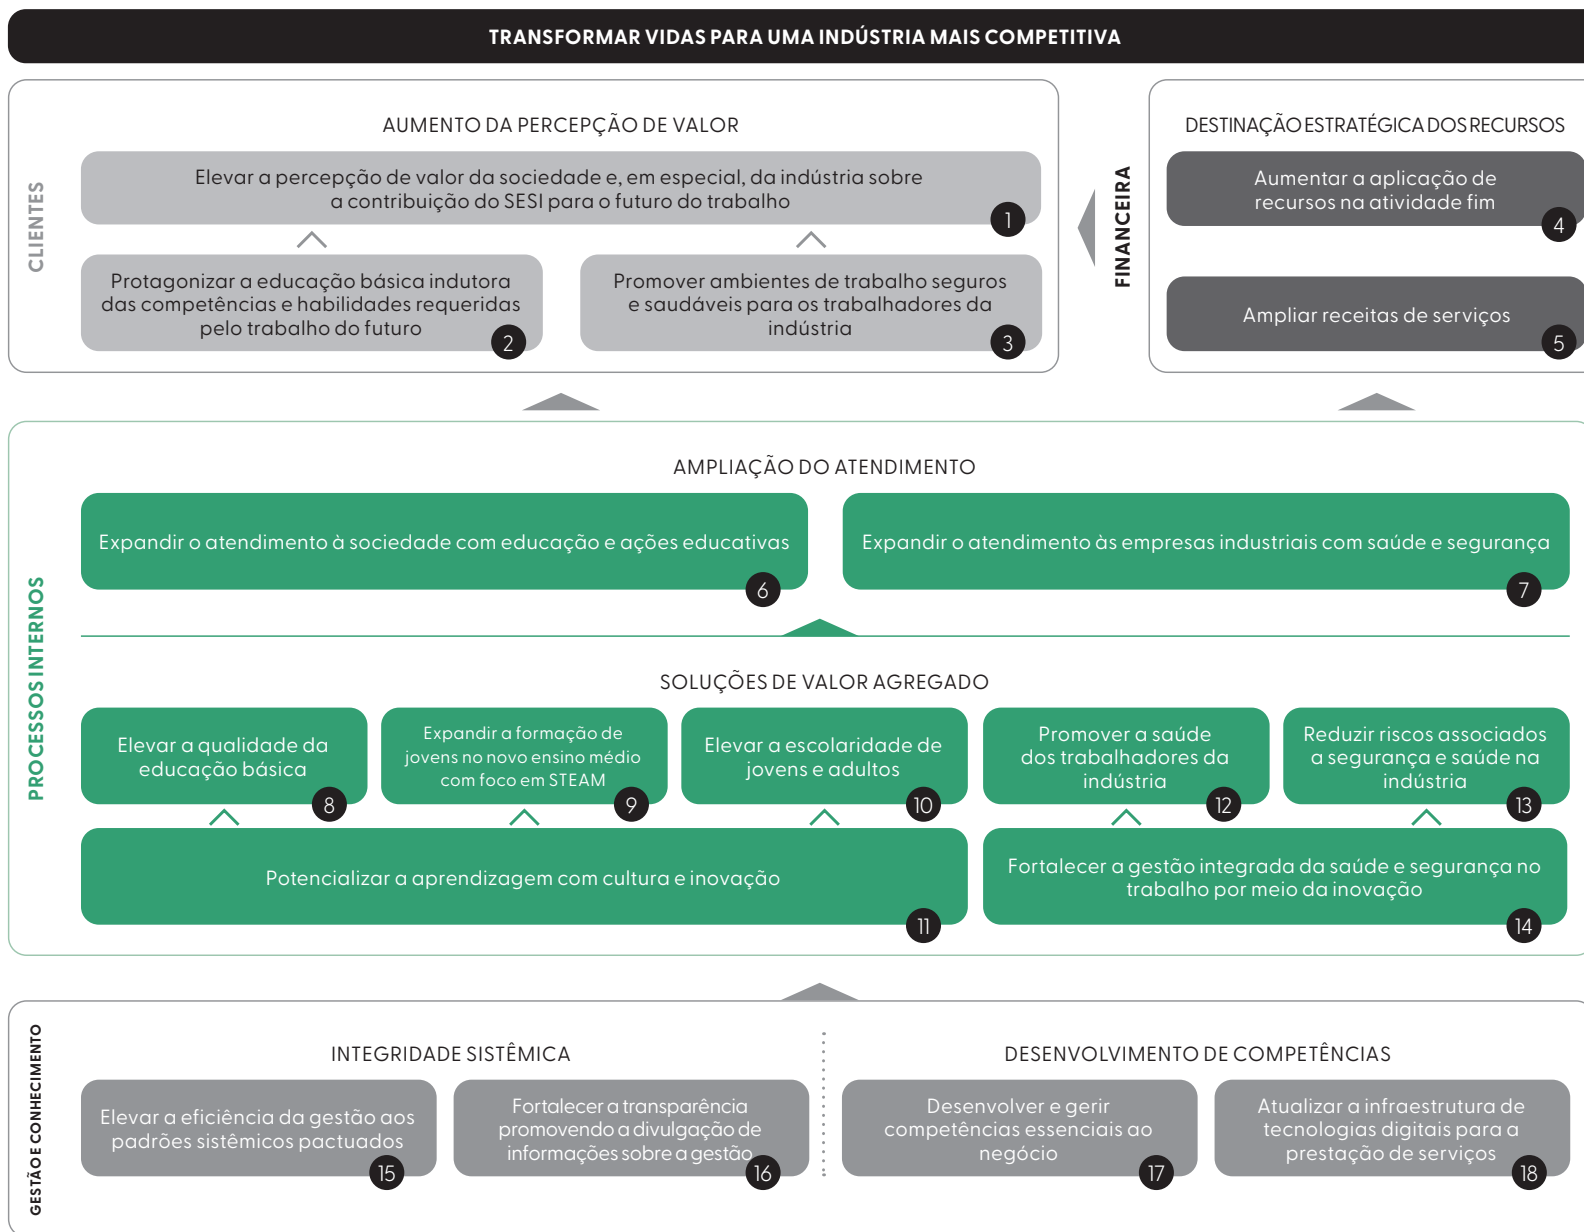 TRANSFORMAR VIDAS PARA UMA INDÚSTRIA MAIS COMPETITIVA
CLIENTES
AUMENTO DA PERCEPÇÃO DE VALOR
Elevar a percepção de valor da sociedade e, em especial, da indústria sobre
a contribuição do SESI para o futuro do trabalho
1
Protagonizar a educação básica indutora
das competências e habilidades requeridas
pelo trabalho do futuro
2
Promover ambientes de trabalho seguros
e saudáveis para os trabalhadores da
indústria
3
FINANCEIRA
DESTINAÇÃO ESTRATÉGICA DOS RECURSOS
Aumentar a aplicação de
recursos na atividade fim
4
Ampliar receitas de serviços
5
PROCESSOS INTERNOS
AMPLIAÇÃO DO ATENDIMENTO
Expandir o atendimento à sociedade com educação e ações educativas
6
Expandir o atendimento às empresas industriais com saúde e segurança
7
SOLUÇÕES DE VALOR AGREGADO
Elevar a qualidade da
educação básica
8
Expandir a formação de
jovens no novo ensino médio
com foco em STEAM
9
Elevar a escolaridade de
jovens e adultos
10
Promover a saúde
dos trabalhadores da
indústria
12
Reduzir riscos associados
a segurança e saúde na
indústria
13
Potencializar a aprendizagem com cultura e inovação
11
Fortalecer a gestão integrada da saúde e segurança no
trabalho por meio da inovação
14
GESTÃO E CONHECIMENTO
INTEGRIDADE SISTÊMICA
Elevar a eficiência da gestão aos
padrões sistêmicos pactuados
15
Fortalecer a transparência
promovendo a divulgação de
informações sobre a gestão
16
DESENVOLVIMENTO DE COMPETÊNCIAS
Desenvolver e gerir
competências essenciais ao
negócio
17
Atualizar a infraestrutura de
tecnologias digitais para a
prestação de serviços
18